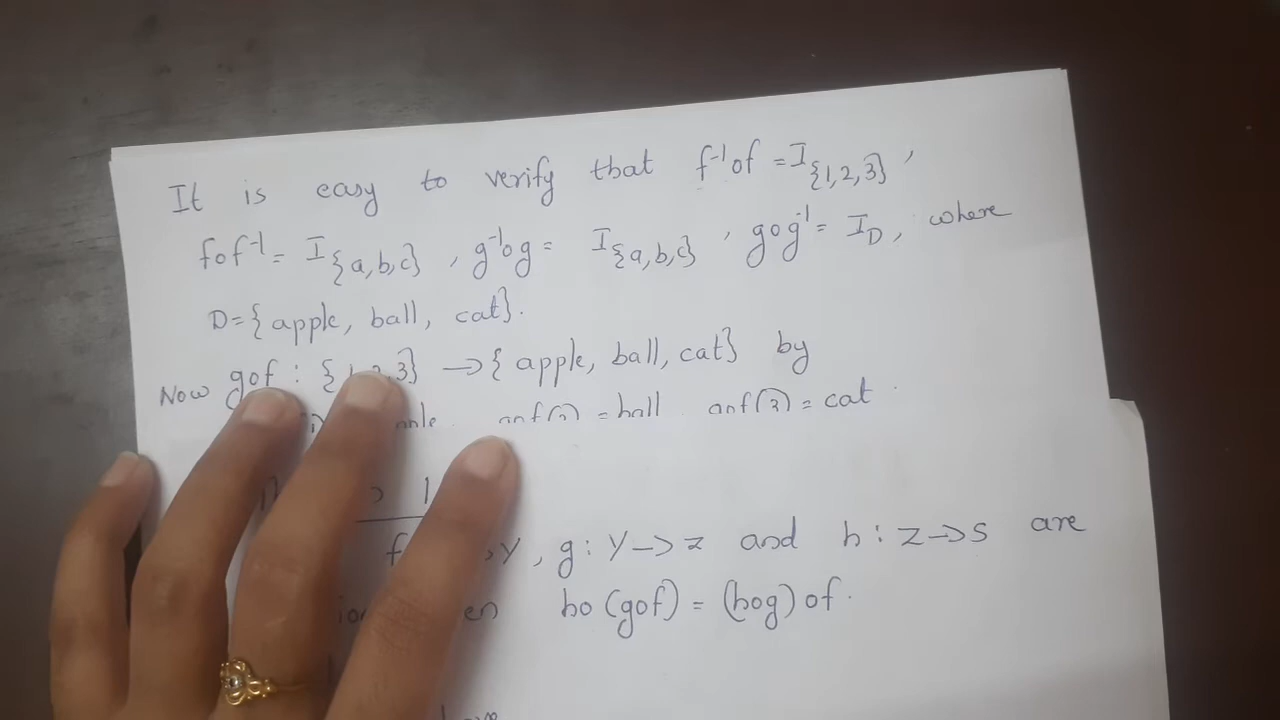 It is easy to verify that f⁻¹of = I{1,2,3},
fof⁻¹ = I{a,b,c}, g⁻¹og = I{a,b,c}, gog⁻¹ = I_D, where
D={apple, ball, cat}.
Now gof : {1,2,3} → {apple, ball, cat} by
= ball gof(3) = cat.
g: Y→Z and h: Z→S are
ho(gof) = (hog)of.